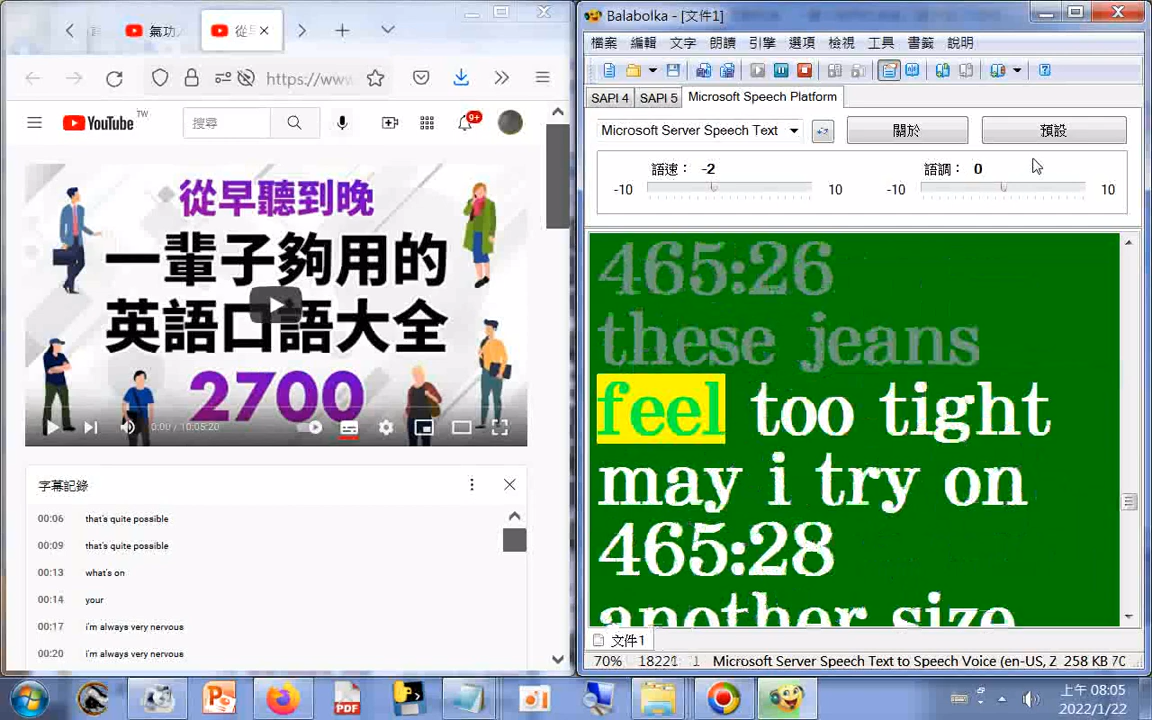 氣功
從
https://www
YouTube TW
搜尋
9+
從早聽到晚
一輩子夠用的
英語口語大全
2700
0:00 / 10:05:20
字幕記錄
00:06 that's quite possible
00:09 that's quite possible
00:13 what's on
00:14 your
00:17 i'm always very nervous
00:20 i'm always very nervous
Balabolka - [文件1]
檔案 編輯 文字 朗讀 引擎 選項 檢視 工具 書籤 說明
SAPI 4 SAPI 5 Microsoft Speech Platform
Microsoft Server Speech Text 關於 預設
語速： -2 語調： 0
-10 10 -10 10
465:26
these jeans
feel too tight
may i try on
465:28
another size
文件1
70% 18221: 1 Microsoft Server Speech Text to Speech Voice (en-US, Z 258 KB
PDF
上午 08:05
2022/1/22